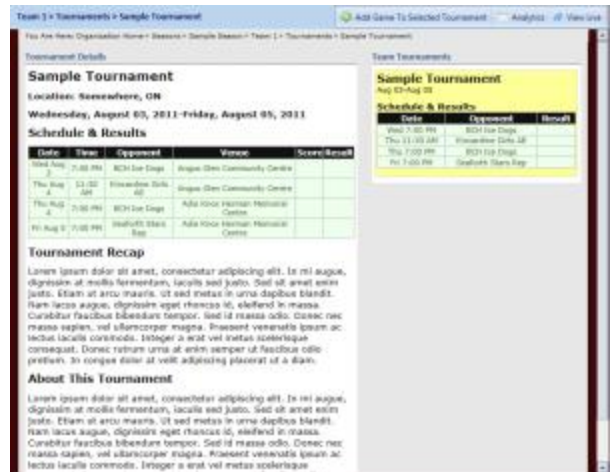 Team 1 > Tournaments > Sample Tournament
Add Game To Selected Tournament
Analytics
View Live
You Are Here: Organization Home > Seasons > Sample Season > Team 1 > Tournaments > Sample Tournament
Tournament Details
Sample Tournament
Location: Somewhere, ON
Wednesday, August 03, 2011-Friday, August 05, 2011
Schedule & Results
Date Time Opponent Venue Score Result
Wed Aug 3 7:00 PM BCH Ice Dogs Angus Glen Community Centre
Thu Aug 4 11:00 AM Kincardine Girls AE Angus Glen Community Centre
Thu Aug 4 7:00 PM BCH Ice Dogs Herman Memorial Centre
Fri Aug 5 7:00 PM Seaforth Stars Rep Herman Memorial Centre
Tournament Recap
Lorem ipsum dolor sit amet, consectetur adipiscing elit. In mi augue,
dignissim at mollis fermentum, iaculis sed justo. Sed sit amet enim
justo. Etiam at arcu mauris. Ut sed metus in urna dapibus blandit.
Nam lacus augue, dignissim eget rhoncus id, eleifend in massa.
Curabitur faucibus bibendum tempor. Sed id massa odio. Donec nec
massa sapien, vel ullamcorper magna. Praesent venenatis ipsum ac
lectus iaculis commodo. Integer a erat vel metus scelerisque
consequat. Donec rutrum urna at enim semper ut faucibus odio
pretium. In congue dolor at velit adipiscing placerat ut a diam.
About This Tournament
Lorem ipsum dolor sit amet, consectetur adipiscing elit. In mi augue,
dignissim at mollis fermentum, iaculis sed justo. Sed sit amet enim
justo. Etiam at arcu mauris. Ut sed metus in urna dapibus blandit.
Nam lacus augue, dignissim eget rhoncus id, eleifend in massa.
Curabitur faucibus bibendum tempor. Sed id massa odio. Donec nec
massa sapien, vel ullamcorper magna. Praesent venenatis ipsum ac
lectus iaculis commodo. Integer a erat vel metus scelerisque
Team Tournaments
Sample Tournament
Aug 03-Aug 05
Schedule & Results
Date Opponent Result
Wed 7:00 PM BCH Ice Dogs
Thu 11:00 AM Kincardine Girls AE
Thu 7:00 PM BCH Ice Dogs
Fri 7:00 PM Seaforth Stars Rep